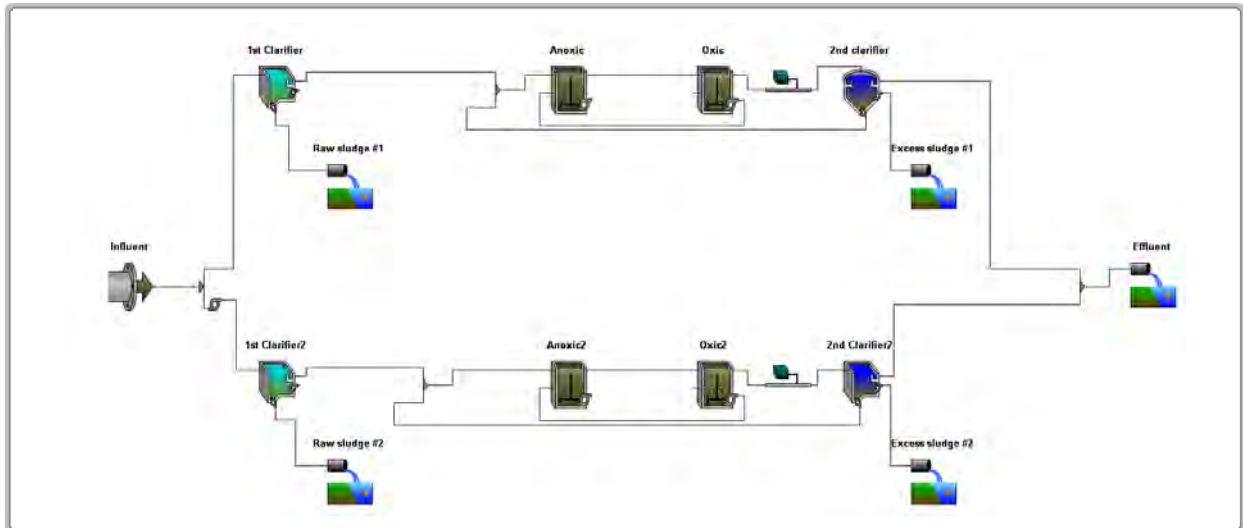 1st Clarifier
Anoxic
Oxic
2nd clarifier
Raw sludge #1
Excess sludge #1
Influent
Effluent
1st Clarifier2
Anoxic2
Oxic2
2nd Clarifier2
Raw sludge #2
Excess sludge #2